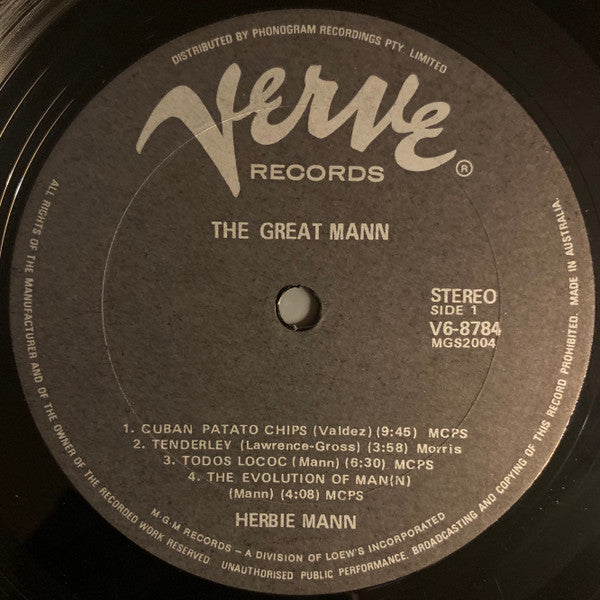 DISTRIBUTED BY PHONOGRAM RECORDINGS PTY. LIMITED
Verve
RECORDS ®
THE GREAT MANN
STEREO
SIDE 1
V6-8784
MGS2004
1. CUBAN PATATO CHIPS (Valdez) (9:45) MCPS
2. TENDERLEY (Lawrence-Gross) (3:58) Morris
3. TODOS LOCOC (Mann) (6:30) MCPS
4. THE EVOLUTION OF MAN(N)
(Mann) (4:08) MCPS
HERBIE MANN
M-G-M RECORDS – A DIVISION OF LOEW'S INCORPORATED
ALL RIGHTS OF THE MANUFACTURER AND OF THE OWNER OF THE RECORDED WORK RESERVED. UNAUTHORISED PUBLIC PERFORMANCE, BROADCASTING AND COPYING OF THIS RECORD PROHIBITED. MADE IN AUSTRALIA.